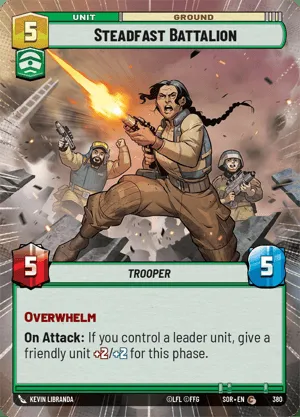 UNIT
GROUND
5
STEADFAST BATTALION
5
TROOPER
5
OVERWHELM
On Attack: If you control a leader unit, give a
friendly unit +2/+2 for this phase.
KEVIN LIBRANDA
©LFL ©FFG
SOR • EN
C
380